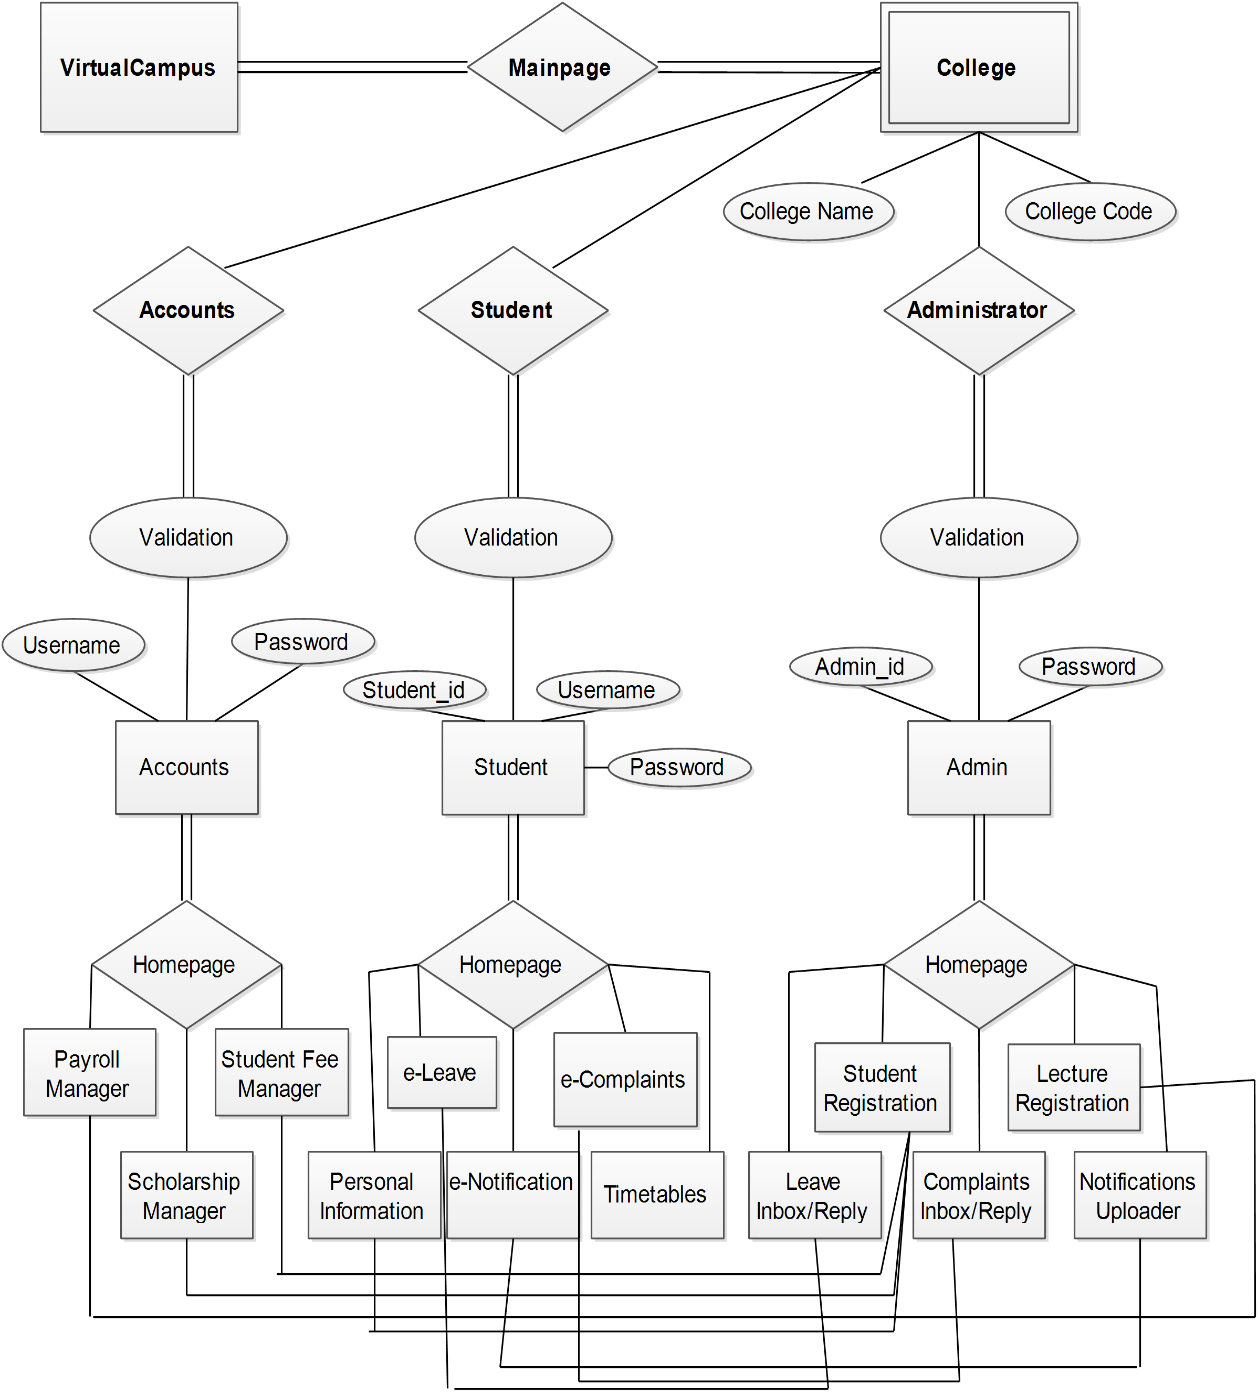 VirtualCampus
Mainpage
College
College Name
College Code
Accounts
Student
Administrator
Validation
Validation
Validation
Username
Password
Student_id
Username
Admin_id
Password
Accounts
Student
Password
Admin
Homepage
Homepage
Homepage
Payroll
Manager
Student Fee
Manager
e-Leave
e-Complaints
Student
Registration
Lecture
Registration
Scholarship
Manager
Personal
Information
e-Notification
Timetables
Leave
Inbox/Reply
Complaints
Inbox/Reply
Notifications
Uploader